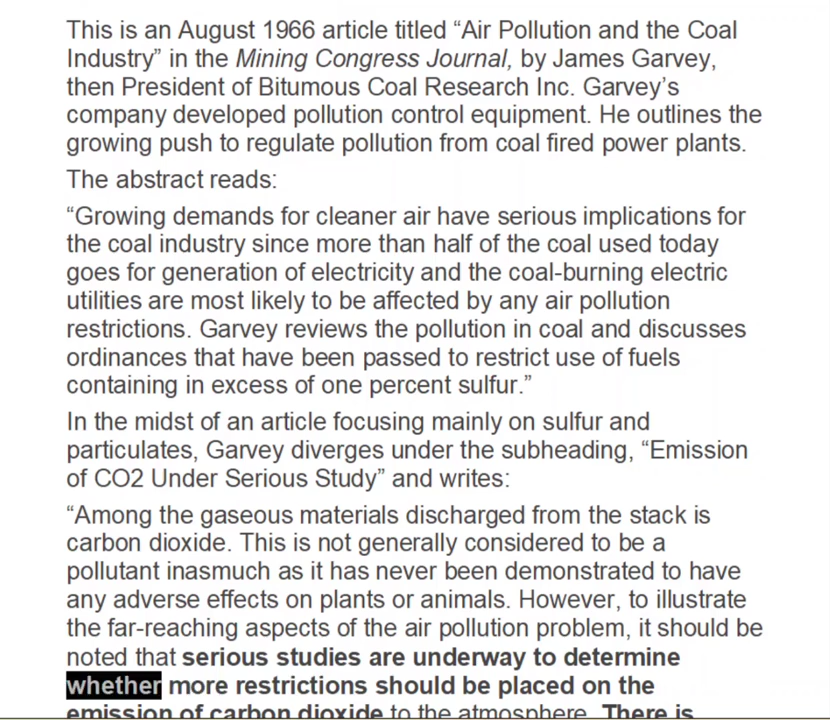 This is an August 1966 article titled “Air Pollution and the Coal
Industry” in the Mining Congress Journal, by James Garvey,
then President of Bitumous Coal Research Inc. Garvey’s
company developed pollution control equipment. He outlines the
growing push to regulate pollution from coal fired power plants.
The abstract reads:
“Growing demands for cleaner air have serious implications for
the coal industry since more than half of the coal used today
goes for generation of electricity and the coal-burning electric
utilities are most likely to be affected by any air pollution
restrictions. Garvey reviews the pollution in coal and discusses
ordinances that have been passed to restrict use of fuels
containing in excess of one percent sulfur.”
In the midst of an article focusing mainly on sulfur and
particulates, Garvey diverges under the subheading, “Emission
of CO2 Under Serious Study” and writes:
“Among the gaseous materials discharged from the stack is
carbon dioxide. This is not generally considered to be a
pollutant inasmuch as it has never been demonstrated to have
any adverse effects on plants or animals. However, to illustrate
the far-reaching aspects of the air pollution problem, it should be
noted that serious studies are underway to determine
whether more restrictions should be placed on the
emission of carbon dioxide to the atmosphere. There is